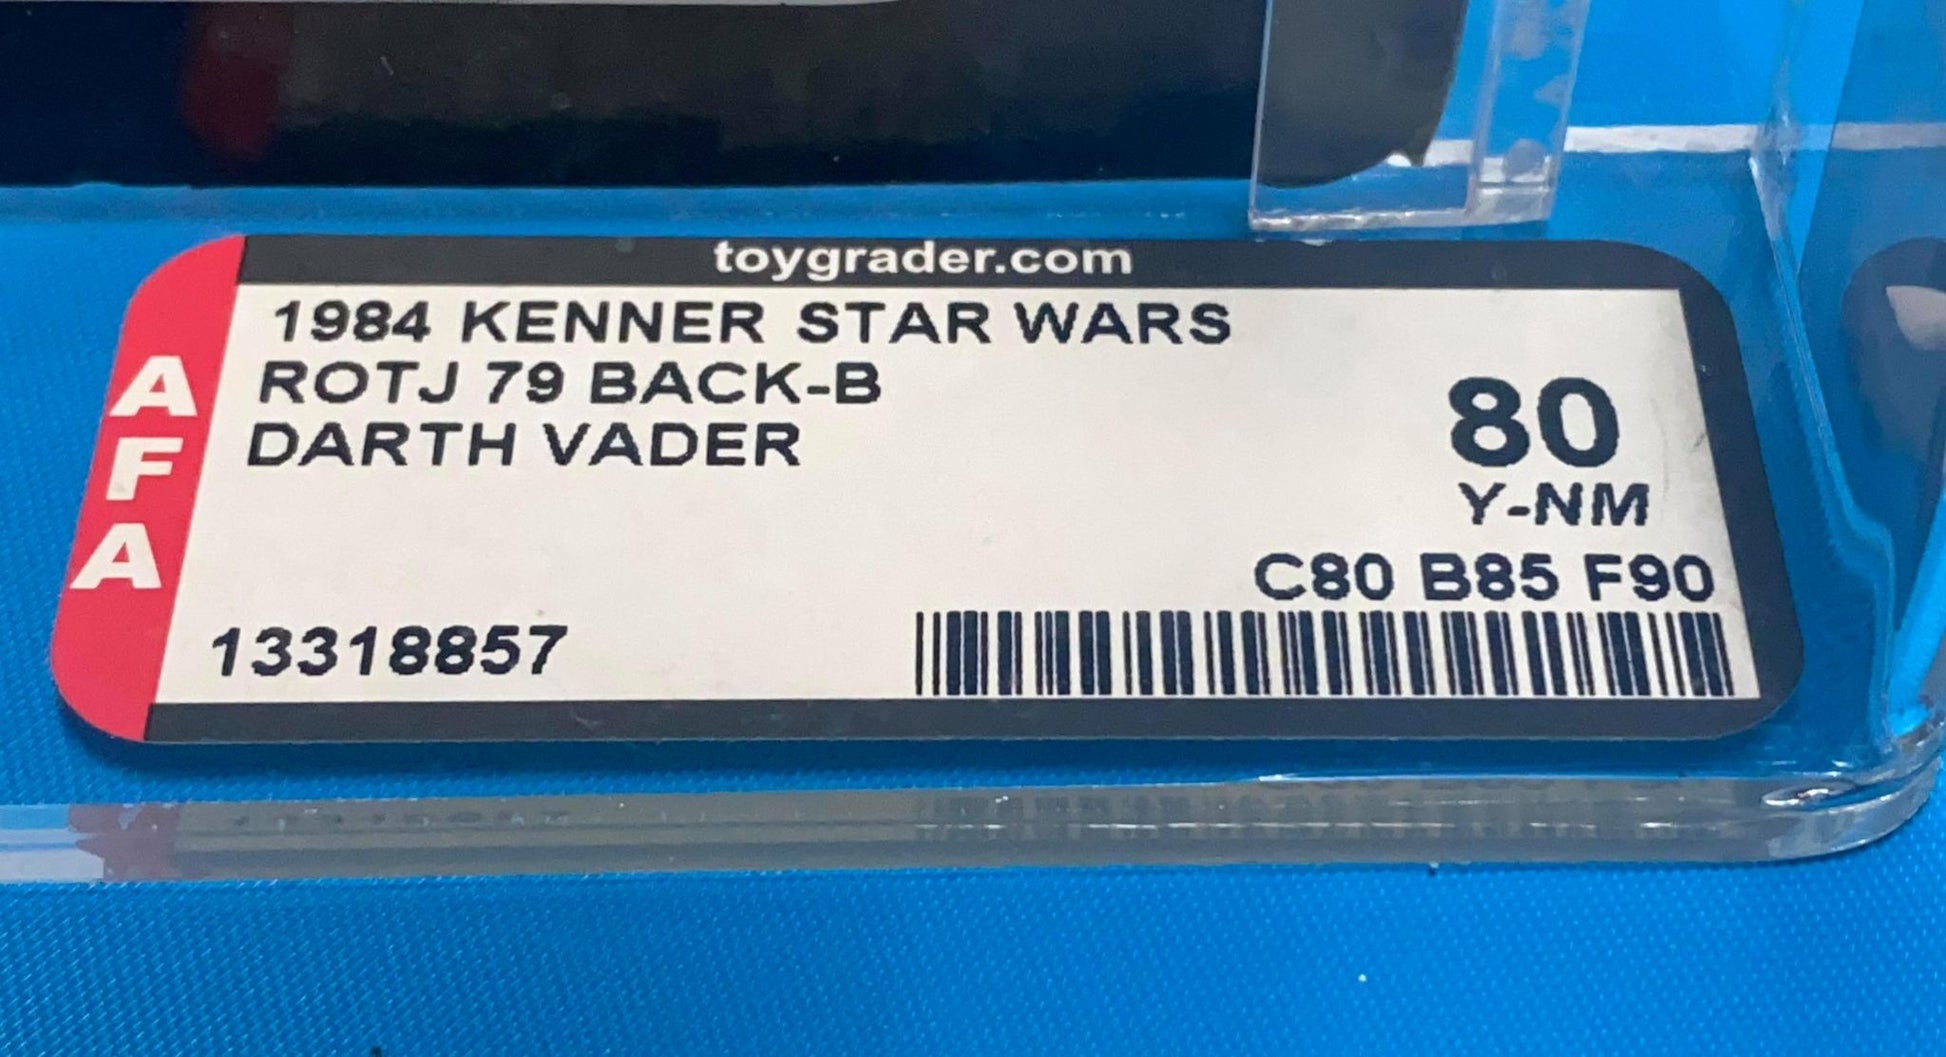 toygrader.com
AFA
1984 KENNER STAR WARS
ROTJ 79 BACK-B
DARTH VADER
80
Y-NM
C80 B85 F90
13318857